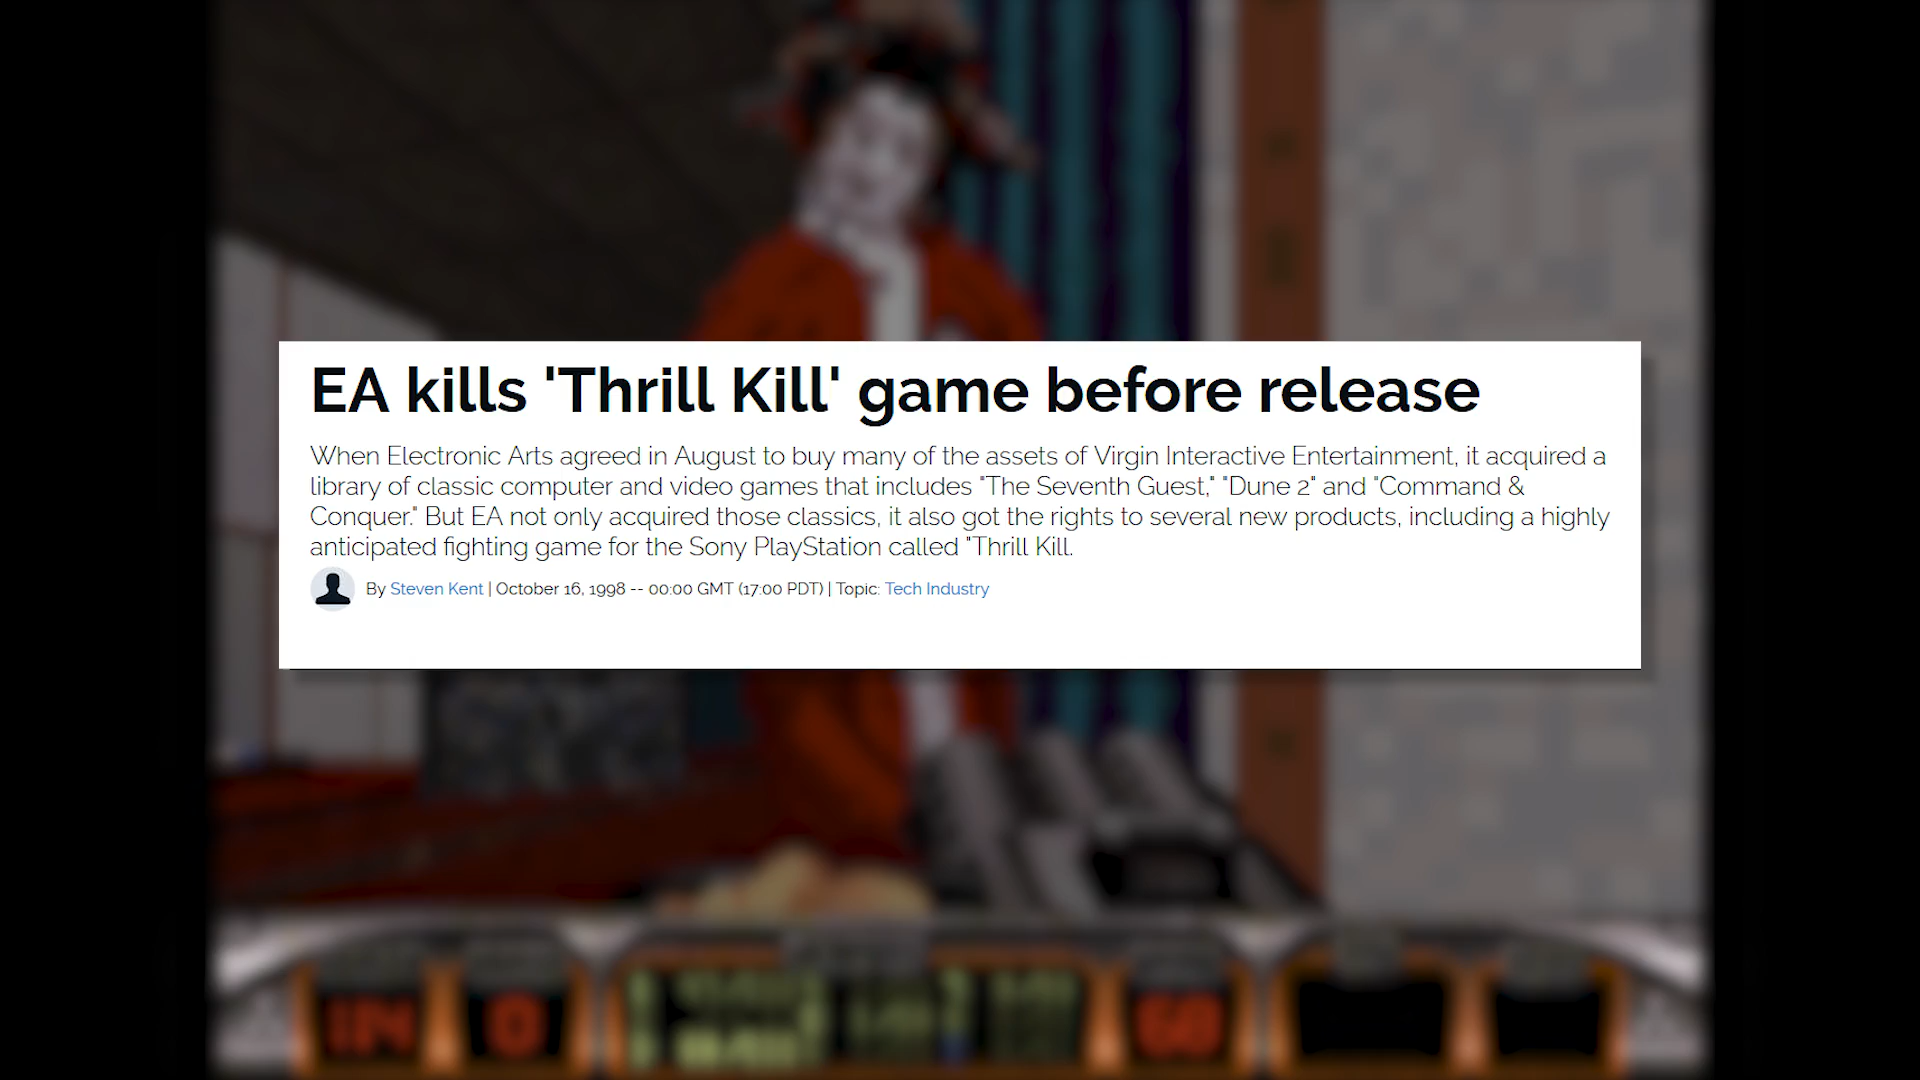 EA kills 'Thrill Kill' game before release
When Electronic Arts agreed in August to buy many of the assets of Virgin Interactive Entertainment, it acquired a
library of classic computer and video games that includes "The Seventh Guest," "Dune 2" and "Command &
Conquer." But EA not only acquired those classics, it also got the rights to several new products, including a highly
anticipated fighting game for the Sony PlayStation called "Thrill Kill.
By Steven Kent | October 16, 1998 -- 00:00 GMT (17:00 PDT) | Topic: Tech Industry
0
60